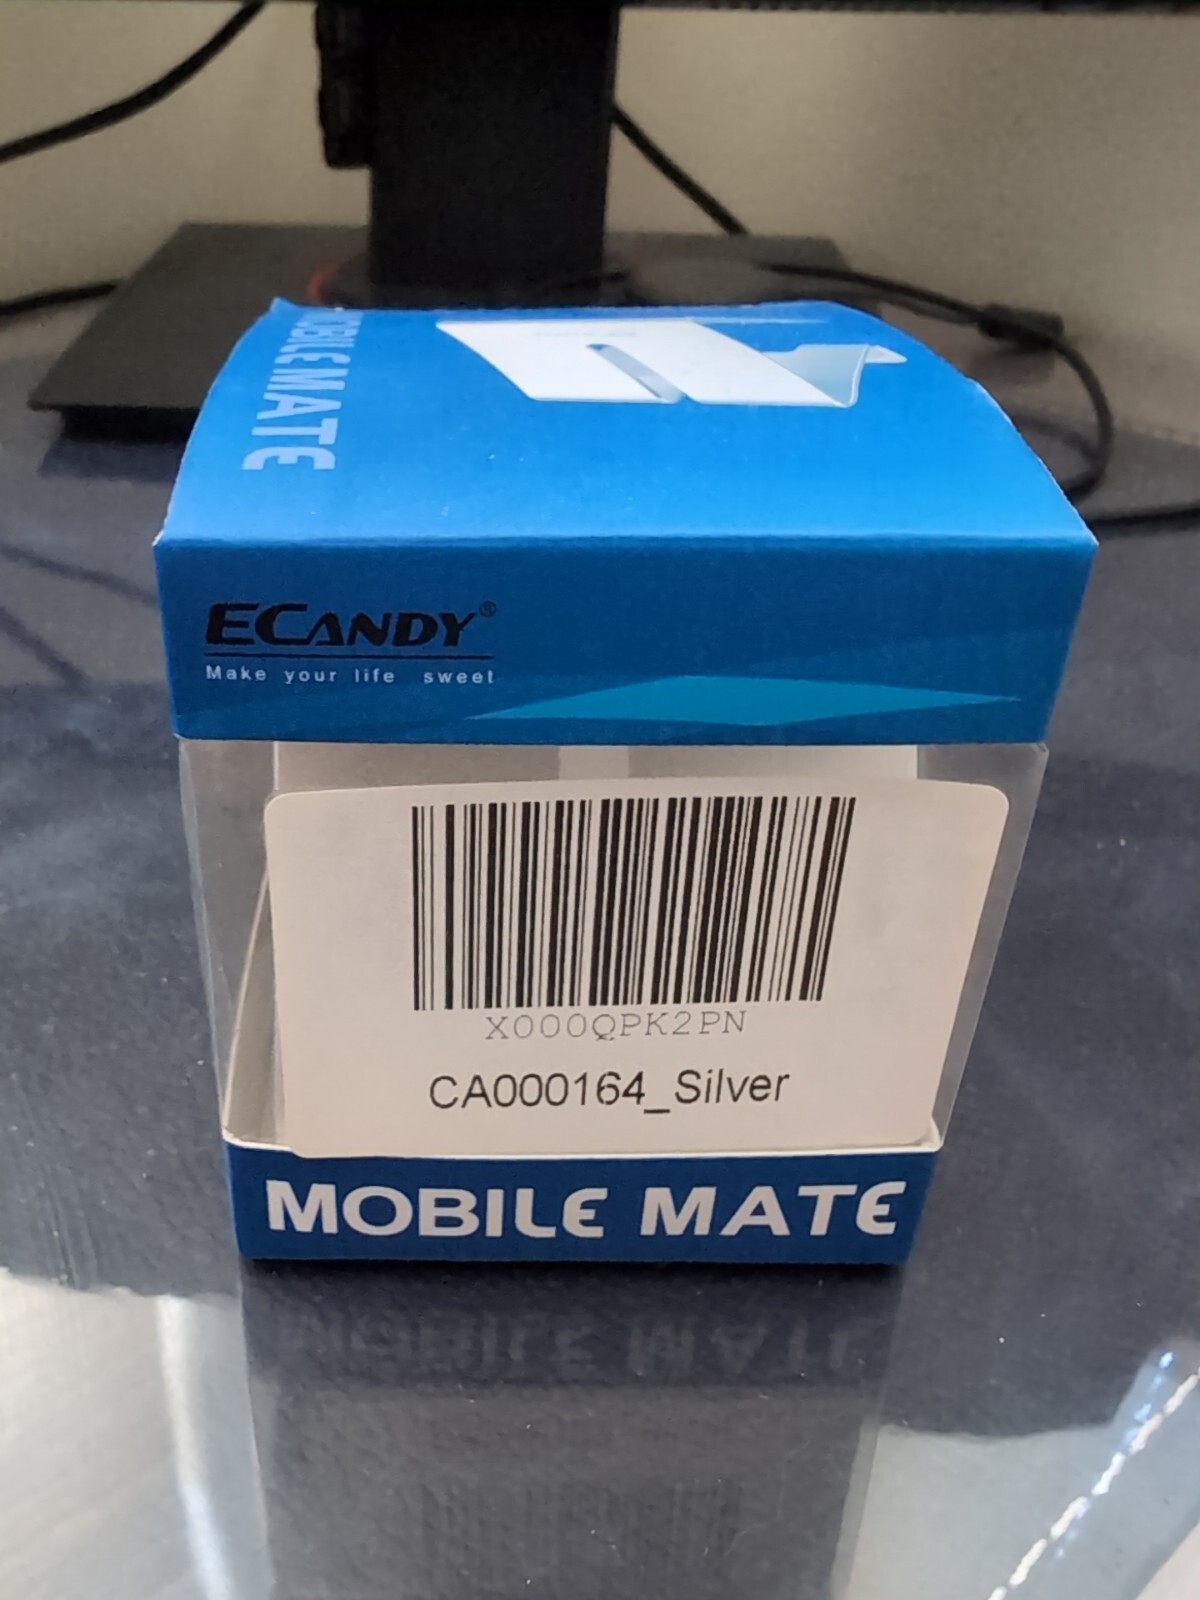 MOBILE MATE
ECANDY®
Make your life sweet
X000QPK2PN
CA000164_Silver
MOBILE MATE